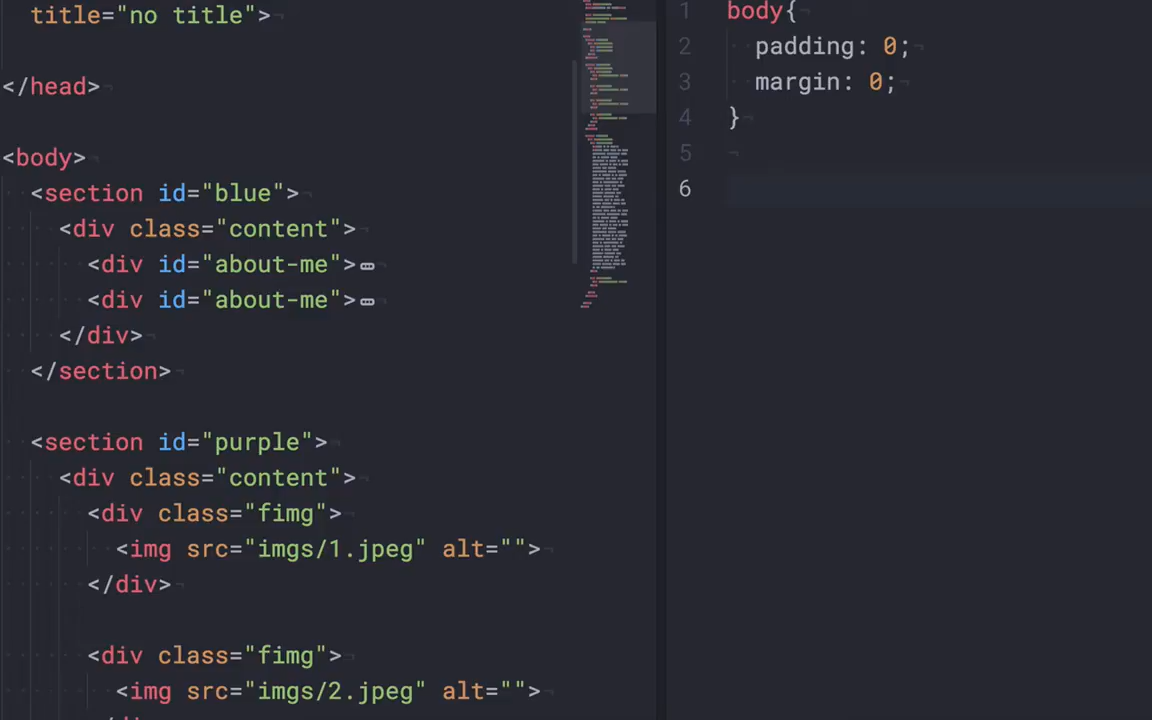 title="no title">
</head>
<body>
<section id="blue">
<div class="content">
<div id="about-me">
<div id="about-me">
</div>
</section>
<section id="purple">
<div class="content">
<div class="fimg">
<img src="imgs/1.jpeg" alt="">
</div>
<div class="fimg">
<img src="imgs/2.jpeg" alt="">
1 body{
2 padding: 0;
3 margin: 0;
4 }
5
6